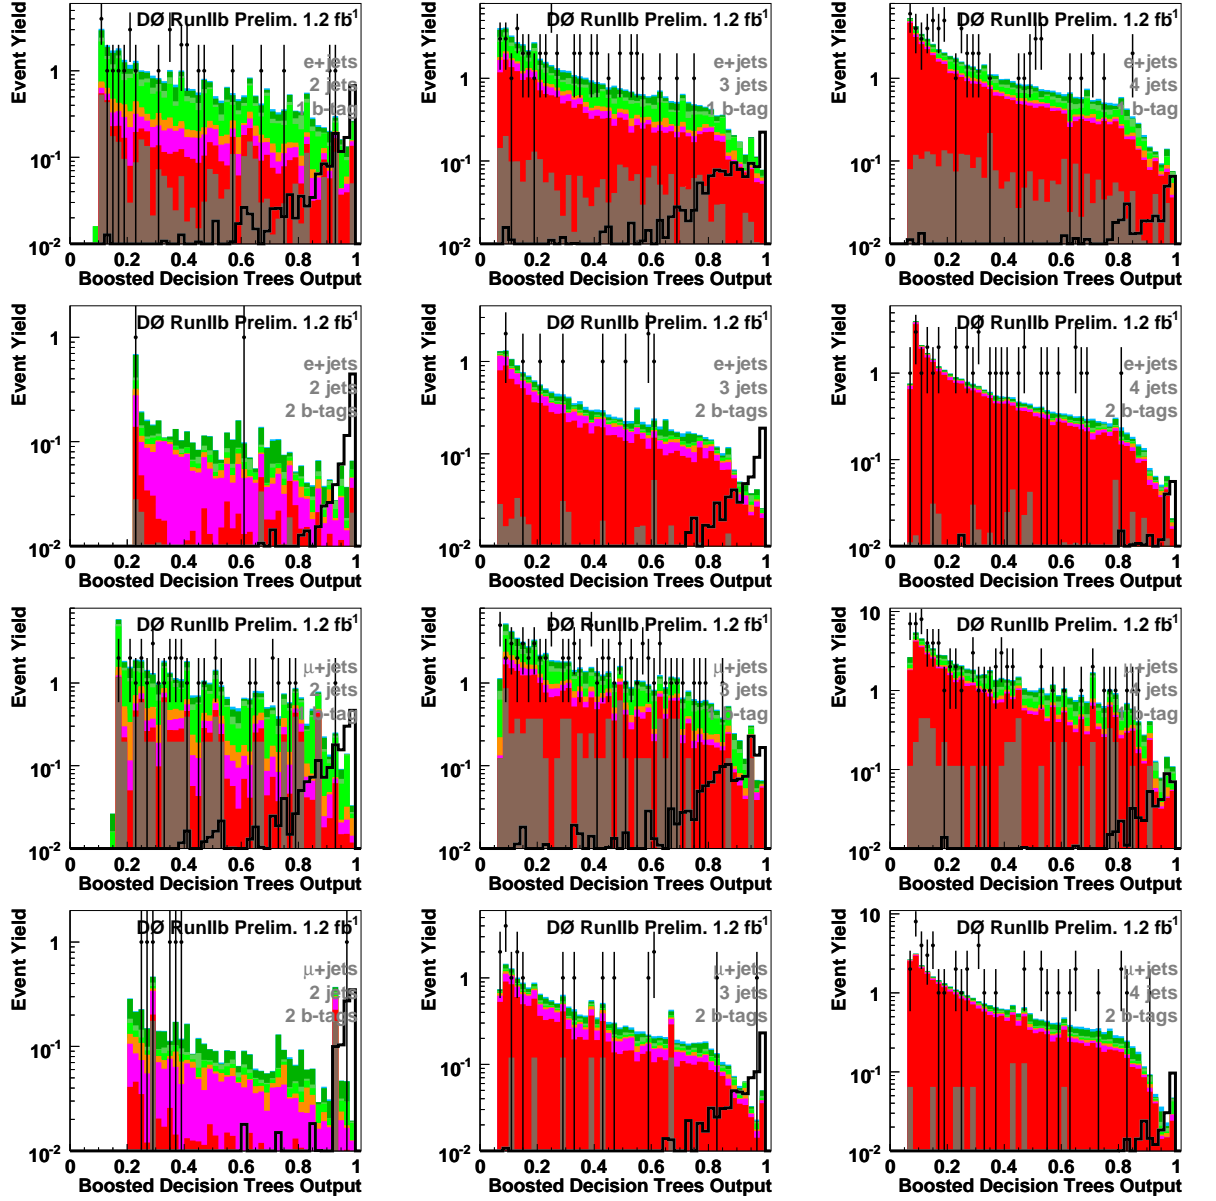 Event Yield
DØ RunIIb Prelim. 1.2 fb-1
e+jets
2 jets
1 b-tag
1
10-1
10-2
0 0.2 0.4 0.6 0.8 1
Boosted Decision Trees Output
Event Yield
DØ RunIIb Prelim. 1.2 fb-1
e+jets
3 jets
1 b-tag
1
10-1
10-2
0 0.2 0.4 0.6 0.8 1
Boosted Decision Trees Output
Event Yield
DØ RunIIb Prelim. 1.2 fb-1
e+jets
4 jets
b-tag
1
10-1
10-2
0 0.2 0.4 0.6 0.8 1
Boosted Decision Trees Output
Event Yield
DØ RunIIb Prelim. 1.2 fb-1
e+jets
2 jets
2 b-tags
1
10-1
10-2
0 0.2 0.4 0.6 0.8 1
Boosted Decision Trees Output
Event Yield
DØ RunIIb Prelim. 1.2 fb-1
e+jets
3 jets
2 b-tags
1
10-1
10-2
0 0.2 0.4 0.6 0.8 1
Boosted Decision Trees Output
Event Yield
DØ RunIIb Prelim. 1.2 fb-1
e+jets
4 jets
2 b-tags
1
10-1
10-2
0 0.2 0.4 0.6 0.8 1
Boosted Decision Trees Output
Event Yield
DØ RunIIb Prelim. 1.2 fb-1
μ+jets
2 jets
b-tag
1
10-1
10-2
0 0.2 0.4 0.6 0.8 1
Boosted Decision Trees Output
Event Yield
DØ RunIIb Prelim. 1.2 fb-1
μ+jets
3 jets
b-tag
1
10-1
10-2
0 0.2 0.4 0.6 0.8 1
Boosted Decision Trees Output
Event Yield
DØ RunIIb Prelim. 1.2 fb-1
μ+jets
4 jets
b-tag
10
1
10-1
10-2
0 0.2 0.4 0.6 0.8 1
Boosted Decision Trees Output
Event Yield
DØ RunIIb Prelim. 1.2 fb-1
μ+jets
2 jets
2 b-tags
1
10-1
10-2
0 0.2 0.4 0.6 0.8 1
Boosted Decision Trees Output
Event Yield
DØ RunIIb Prelim. 1.2 fb-1
μ+jets
3 jets
2 b-tags
1
10-1
10-2
0 0.2 0.4 0.6 0.8 1
Boosted Decision Trees Output
Event Yield
DØ RunIIb Prelim. 1.2 fb-1
μ+jets
4 jets
2 b-tags
10
1
10-1
10-2
0 0.2 0.4 0.6 0.8 1
Boosted Decision Trees Output